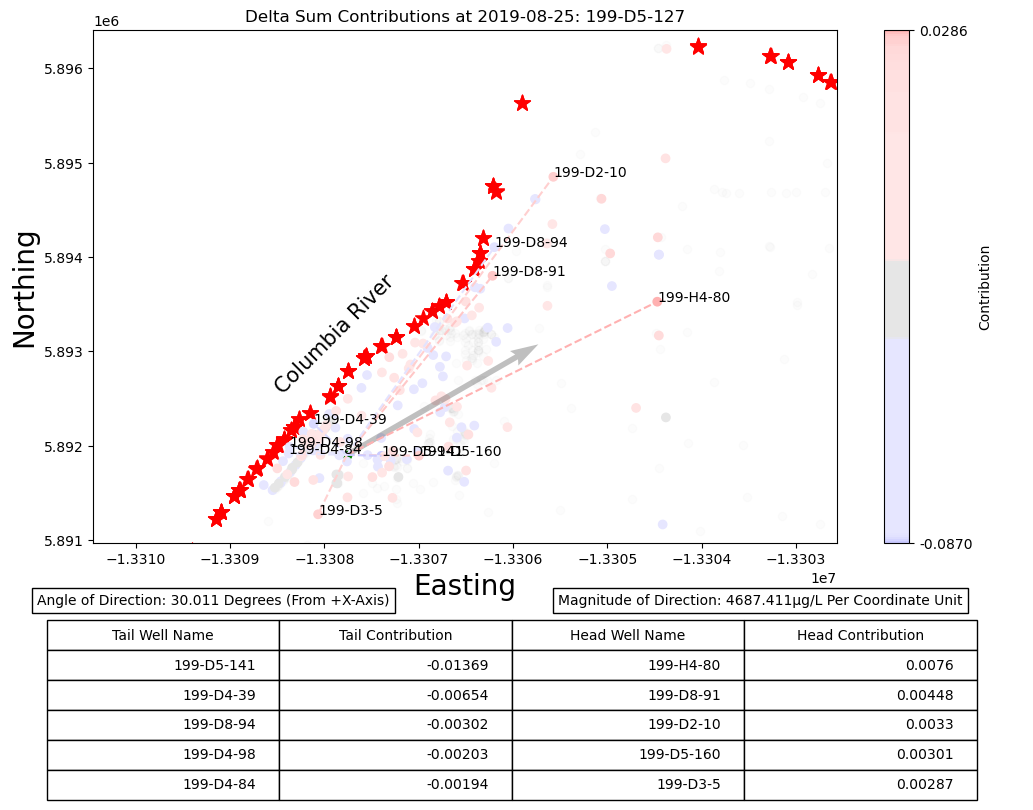 Delta Sum Contributions at 2019-08-25: 199-D5-127
1e6
0.0286
5.896
5.895
5.894
5.893
5.892
5.891
Northing
Columbia River
199-D2-10
199-D8-94
199-D8-91
199-H4-80
199-D4-39
199-D4-98
199-D4-84
199-D5-141
199-D5-160
199-D3-5
Contribution
-0.0870
−1.3310
−1.3309
−1.3308
−1.3307
−1.3306
−1.3305
−1.3304
−1.3303
1e7
Easting
Angle of Direction: 30.011 Degrees (From +X-Axis)
Magnitude of Direction: 4687.411µg/L Per Coordinate Unit
Tail Well Name Tail Contribution Head Well Name Head Contribution
199-D5-141 -0.01369 199-H4-80 0.0076
199-D4-39 -0.00654 199-D8-91 0.00448
199-D8-94 -0.00302 199-D2-10 0.0033
199-D4-98 -0.00203 199-D5-160 0.00301
199-D4-84 -0.00194 199-D3-5 0.00287